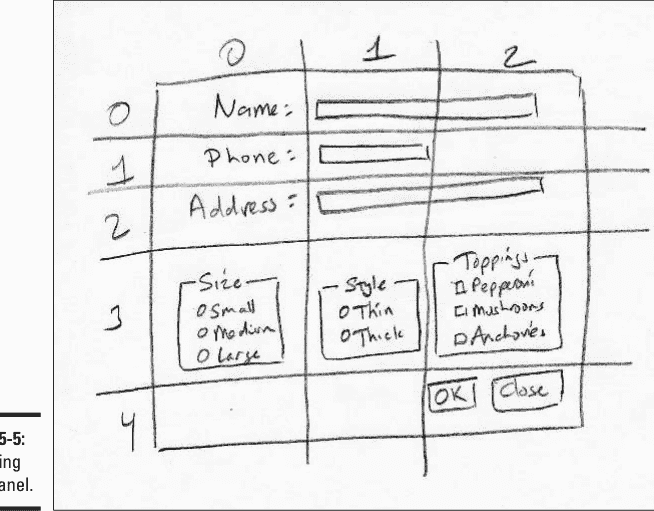 0 1 2
0 Name:
1 Phone:
2 Address:
3
Size
Small
Medium
Large
Style
Thin
Thick
Toppings
Pepperoni
Mushrooms
Anchovies
4
OK Close
5-5:
ing
anel.